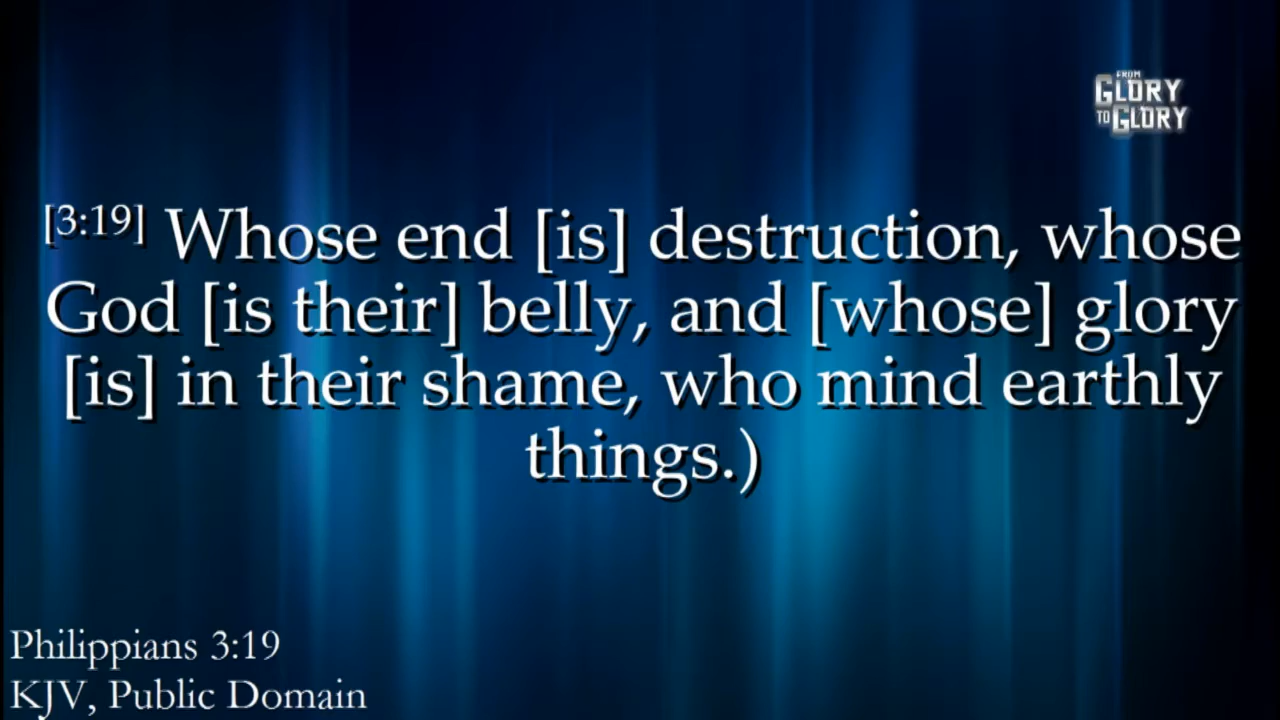 FROM
GLORY
TO GLORY
[3:19] Whose end [is] destruction, whose
God [is their] belly, and [whose] glory
[is] in their shame, who mind earthly
things.)
Philippians 3:19
KJV, Public Domain